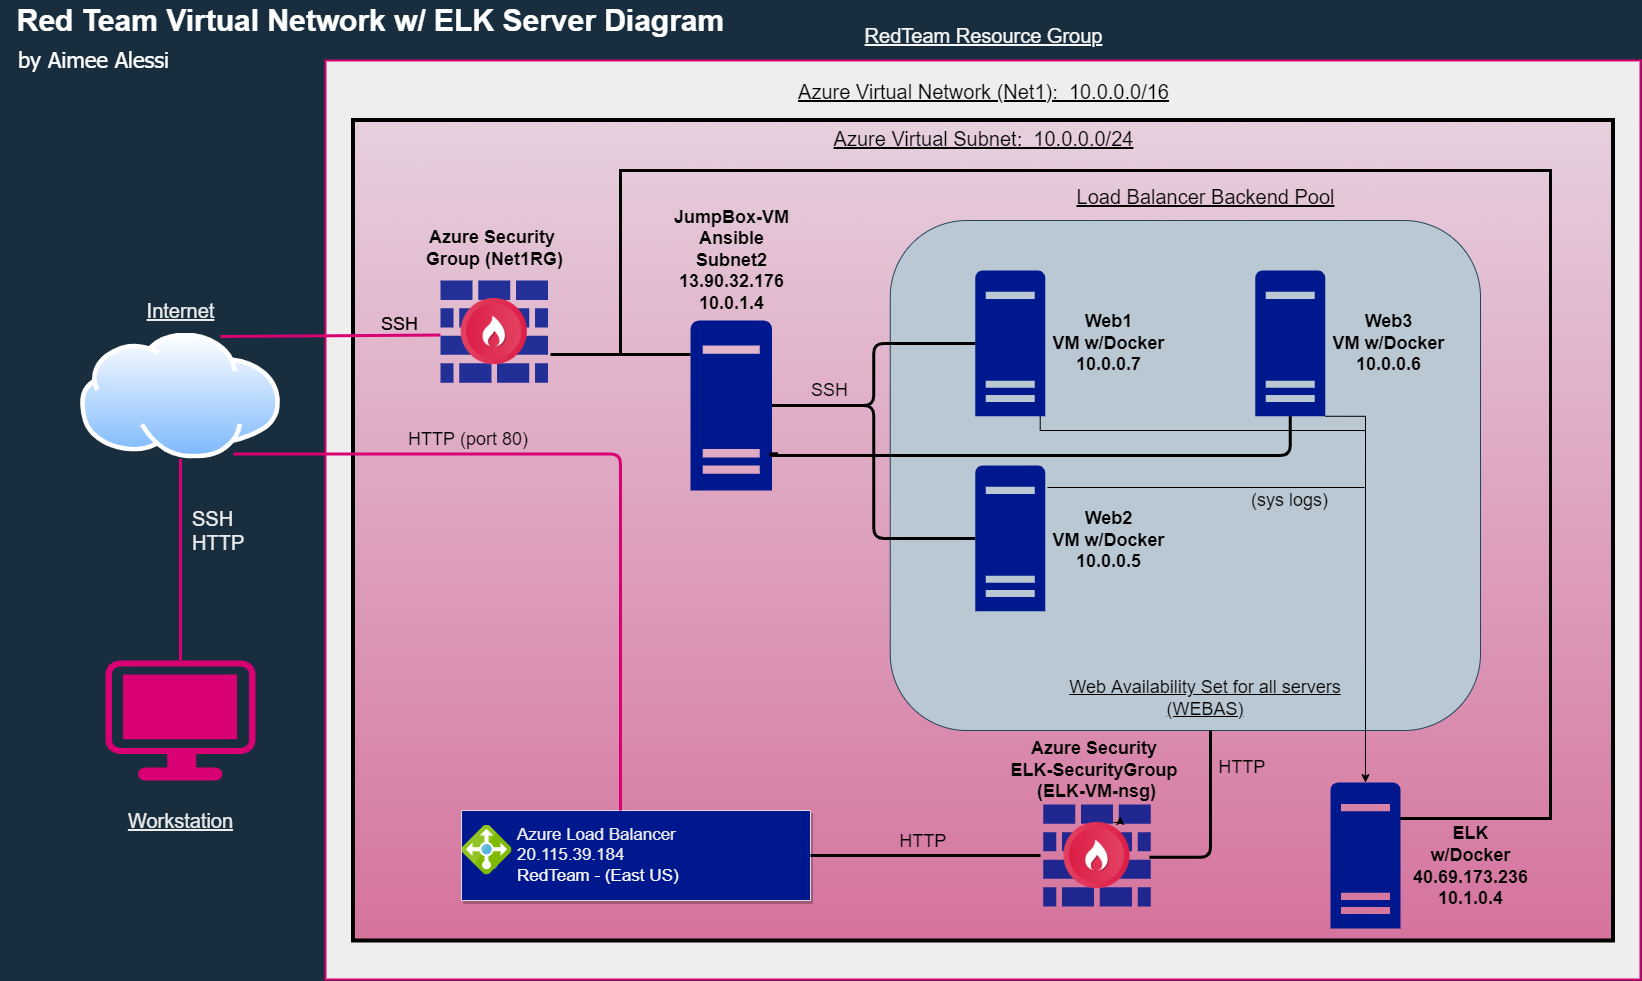 Red Team Virtual Network w/ ELK Server Diagram
by Aimee Alessi
RedTeam Resource Group
Azure Virtual Network (Net1):  10.0.0.0/16
Azure Virtual Subnet:  10.0.0.0/24
Load Balancer Backend Pool
JumpBox-VM
Ansible
Subnet2
13.90.32.176
10.0.1.4
Azure Security
Group (Net1RG)
Internet
SSH
Web1
VM w/Docker
10.0.0.7
Web3
VM w/Docker
10.0.0.6
SSH
HTTP (port 80)
(sys logs)
SSH
HTTP
Web2
VM w/Docker
10.0.0.5
Web Availability Set for all servers
(WEBAS)
Azure Security
ELK-SecurityGroup
(ELK-VM-nsg)
HTTP
Workstation
Azure Load Balancer
20.115.39.184
RedTeam - (East US)
HTTP
ELK
w/Docker
40.69.173.236
10.1.0.4